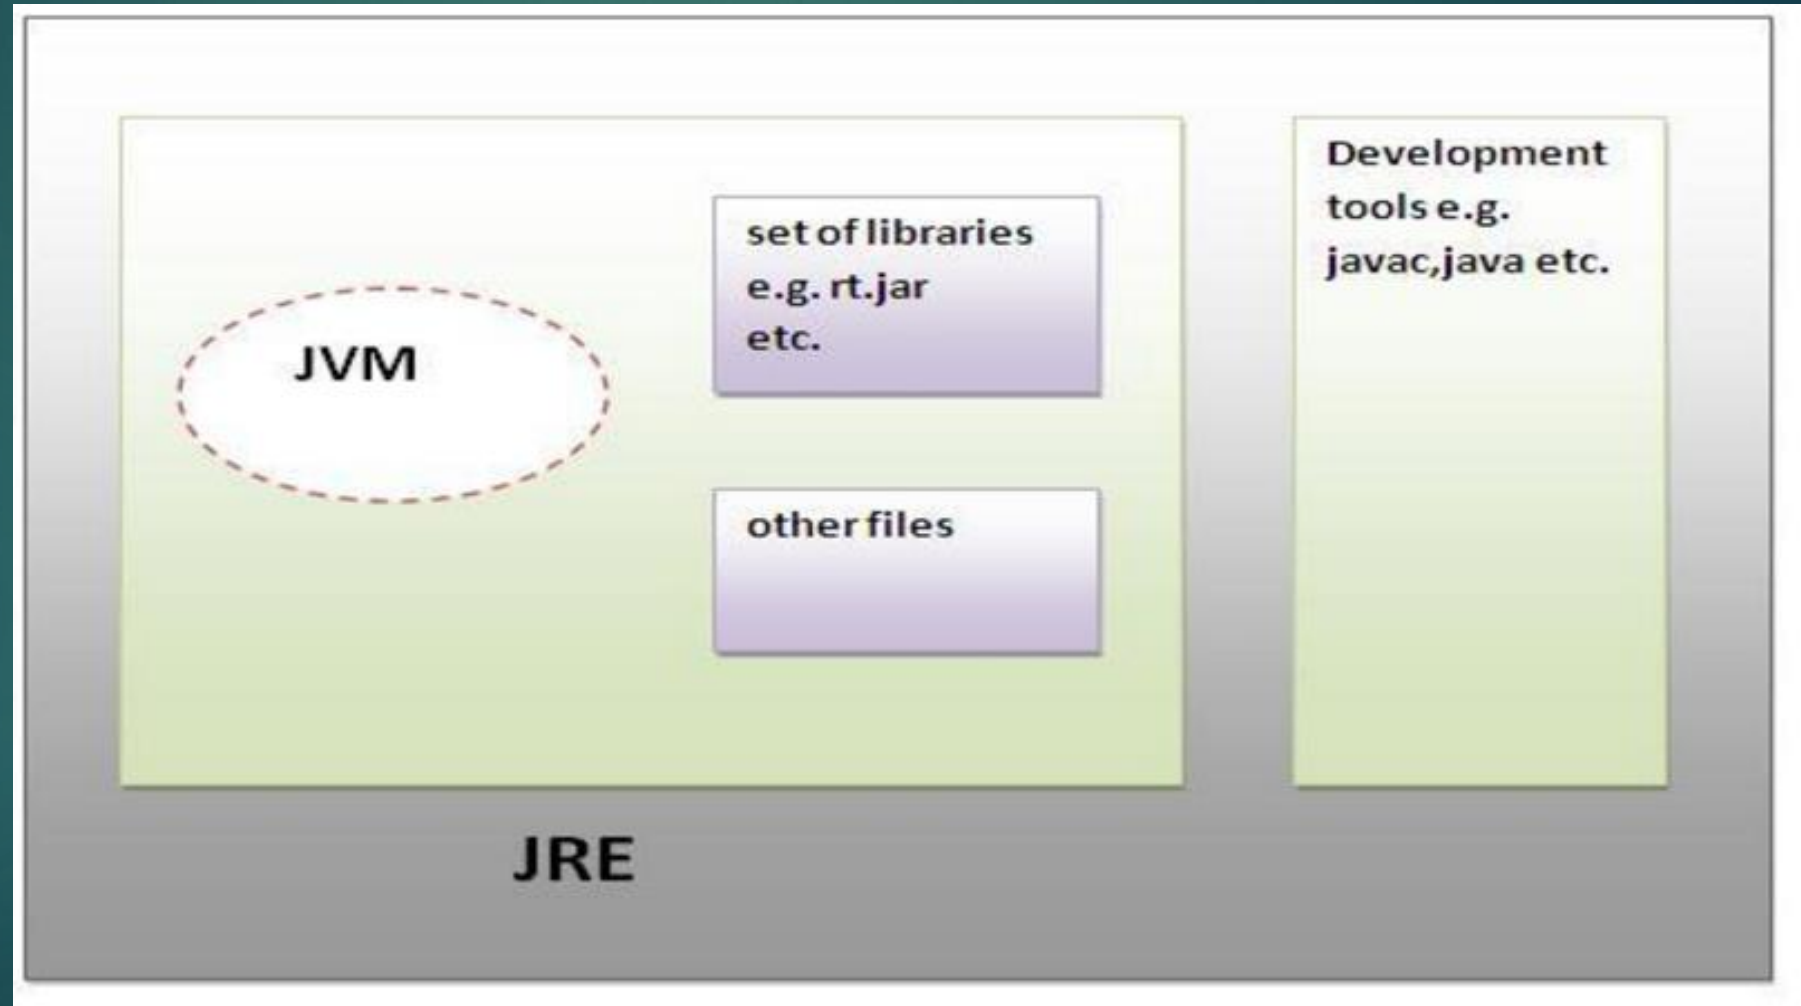 JVM
set of libraries
e.g. rt.jar
etc.
other files
Development
tools e.g.
javac,java etc.
JRE